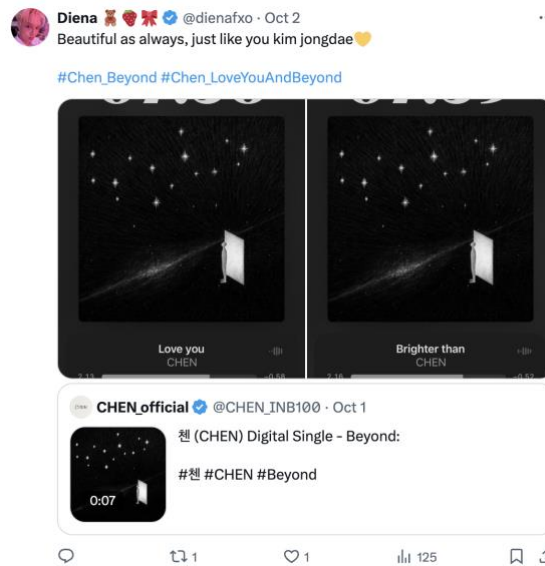 Diena @dienafxo · Oct 2
Beautiful as always, just like you kim jongdae
#Chen_Beyond #Chen_LoveYouAndBeyond
Love you
CHEN
Brighter than
CHEN
CHEN_official @CHEN_INB100 · Oct 1
첸 (CHEN) Digital Single - Beyond:
#첸 #CHEN #Beyond
0:07
1
1
125